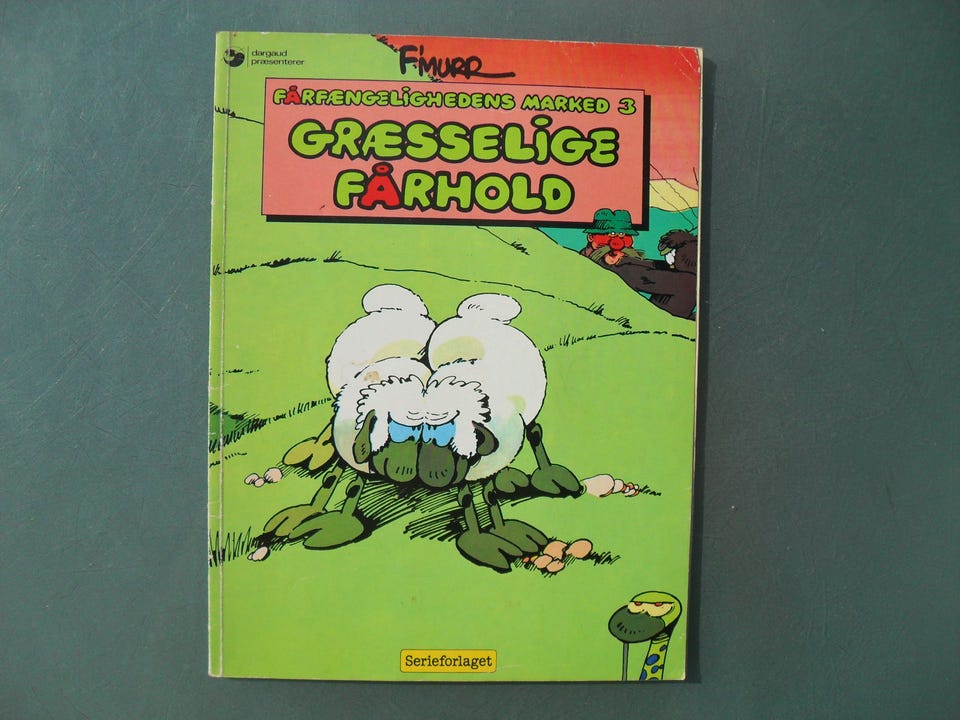 dargaud
præsenterer
F'MURR
FÅRFÆNGELIGHEDENS MARKED 3
GRÆSSELIGE
FÅRHOLD
Serieforlaget